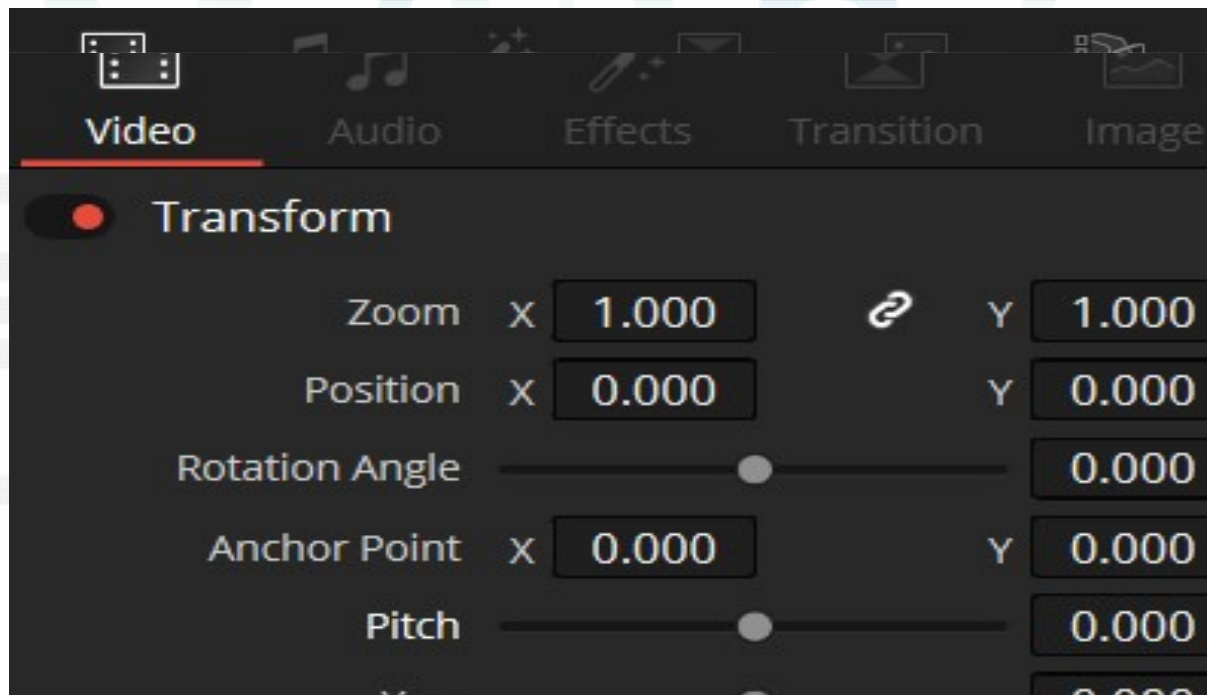 Video Audio Effects Transition Image
Transform
Zoom X 1.000 Y 1.000
Position X 0.000 Y 0.000
Rotation Angle 0.000
Anchor Point X 0.000 Y 0.000
Pitch 0.000